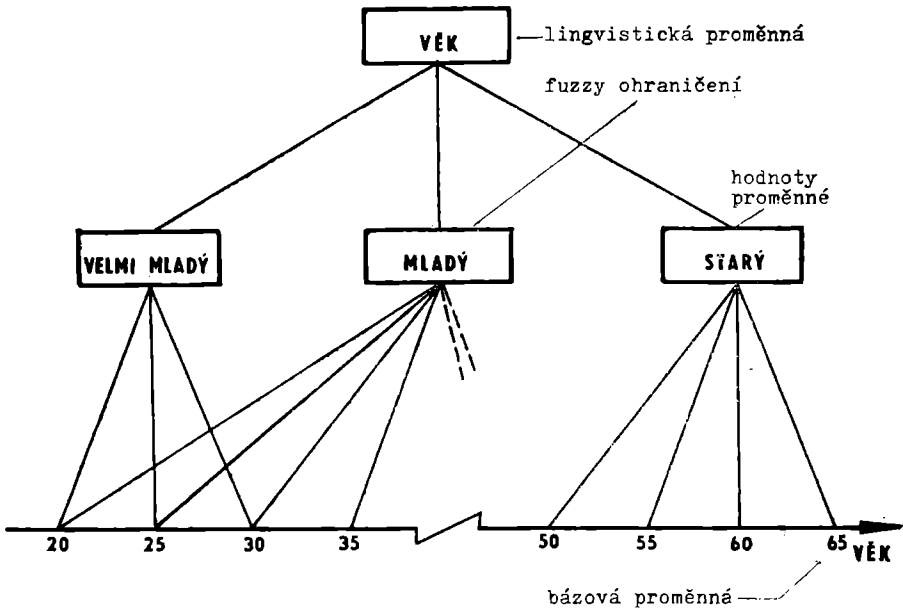 VĚK
lingvistická proměnná
fuzzy ohraničení
hodnoty
proměnné
VELMI MLADÝ
MLADÝ
STARÝ
20 25 30 35 50 55 60 65 VĚK
bázová proměnná